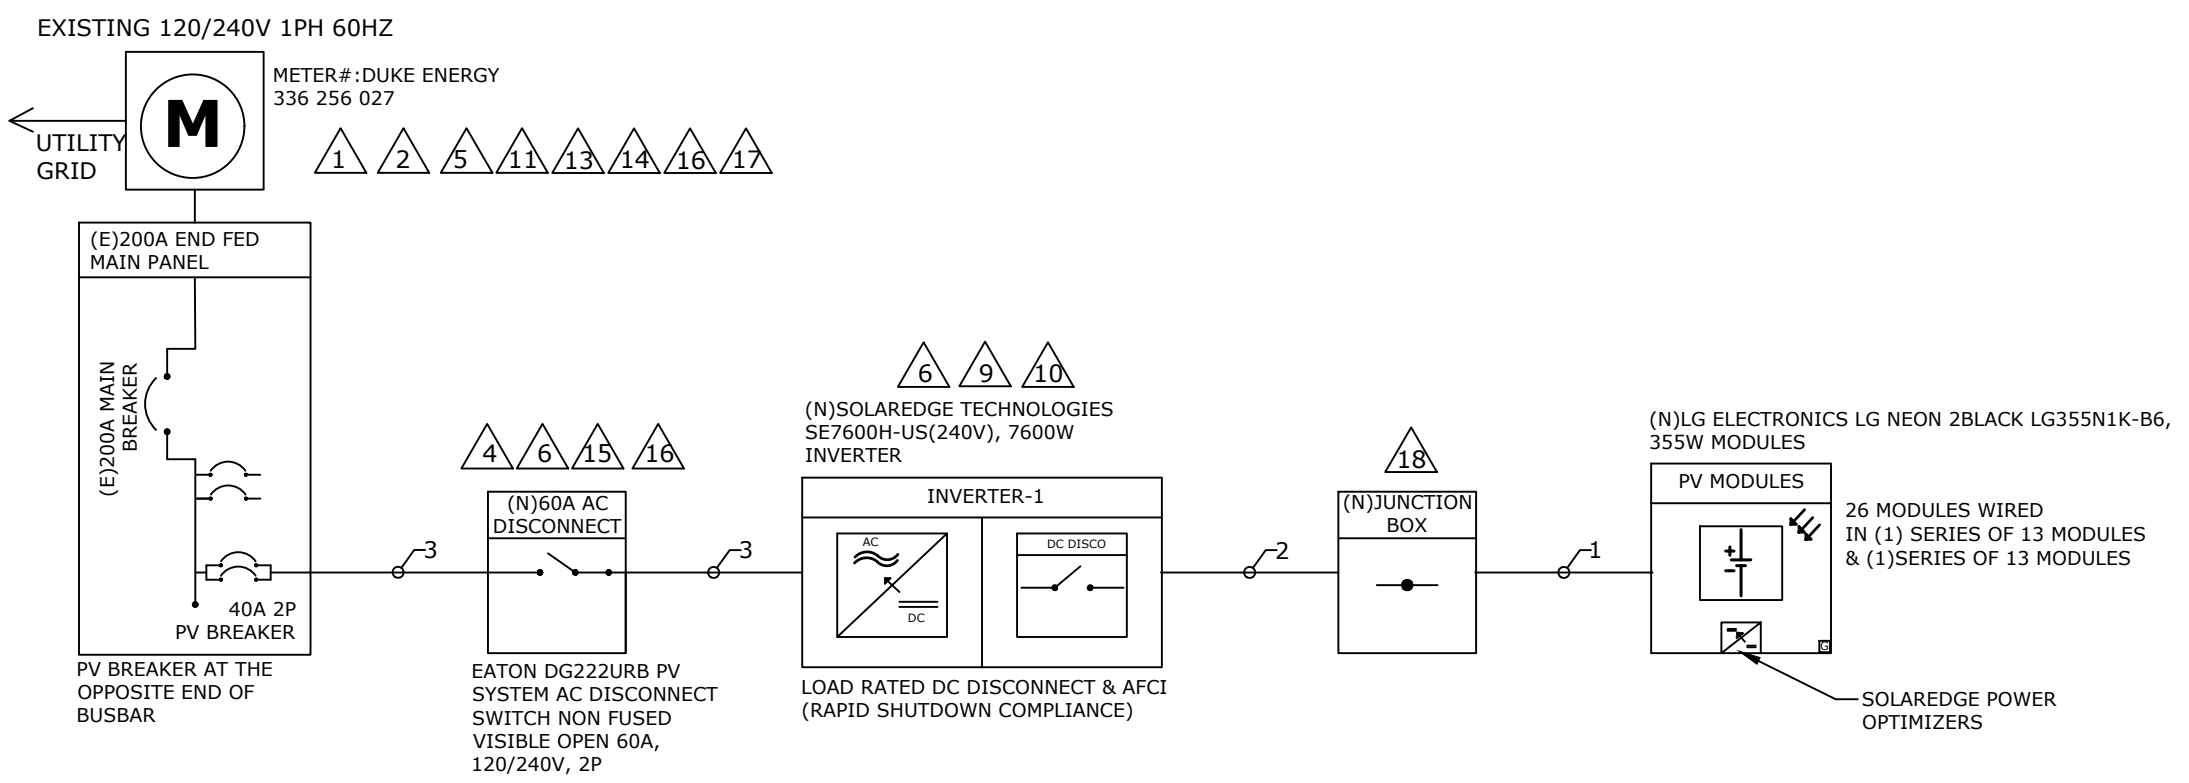 EXISTING 120/240V 1PH 60HZ
M
METER#:DUKE ENERGY
336 256 027
UTILITY
GRID
1 2 5 11 13 14 16 17
(E)200A END FED
MAIN PANEL
(E)200A MAIN
BREAKER
40A 2P
PV BREAKER
PV BREAKER AT THE
OPPOSITE END OF
BUSBAR
3
4 6 15 16
(N)60A AC
DISCONNECT
EATON DG222URB PV
SYSTEM AC DISCONNECT
SWITCH NON FUSED
VISIBLE OPEN 60A,
120/240V, 2P
3
6 9 10
(N)SOLAREDGE TECHNOLOGIES
SE7600H-US(240V), 7600W
INVERTER
INVERTER-1
AC
DC
DC DISCO
LOAD RATED DC DISCONNECT & AFCI
(RAPID SHUTDOWN COMPLIANCE)
2
18
(N)JUNCTION
BOX
1
(N)LG ELECTRONICS LG NEON 2BLACK LG355N1K-B6,
355W MODULES
PV MODULES
G
26 MODULES WIRED
IN (1) SERIES OF 13 MODULES
& (1)SERIES OF 13 MODULES
SOLAREDGE POWER
OPTIMIZERS